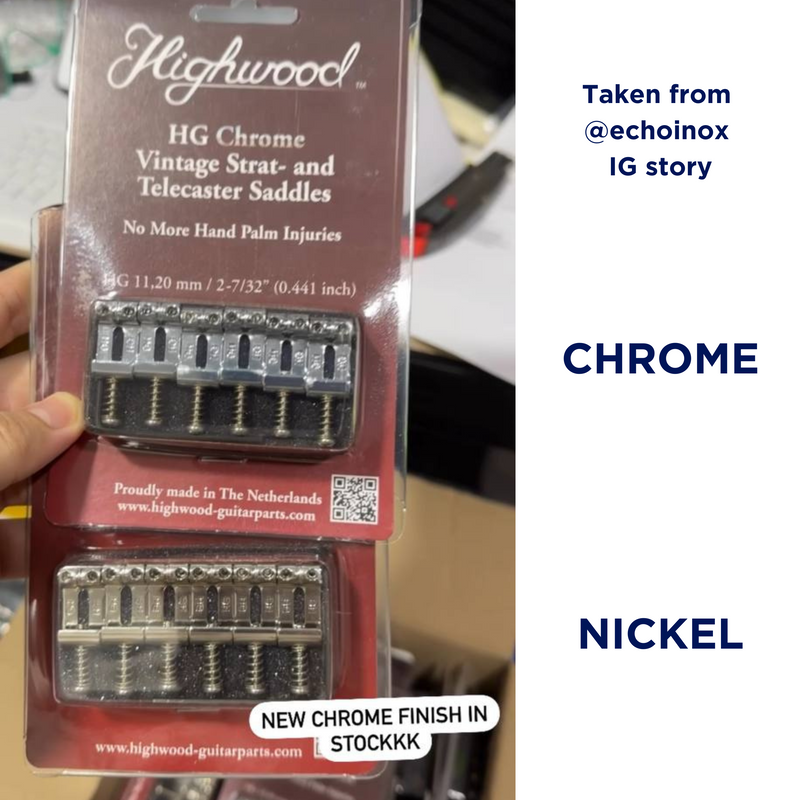 Highwood™
HG Chrome
Vintage Strat- and
Telecaster Saddles
No More Hand Palm Injuries
HG 11,20 mm / 2-7/32” (0.441 inch)
Proudly made in The Netherlands
www.highwood-guitarparts.com
www.highwood-guitarparts.com
NEW CHROME FINISH IN
STOCKKK
Taken from
@echoinox
IG story
CHROME
NICKEL